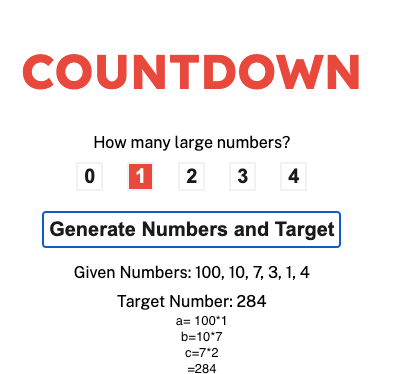 COUNTDOWN
How many large numbers?
0 1 2 3 4
Generate Numbers and Target
Given Numbers: 100, 10, 7, 3, 1, 4
Target Number: 284
a= 100*1
b=10*7
c=7*2
=284